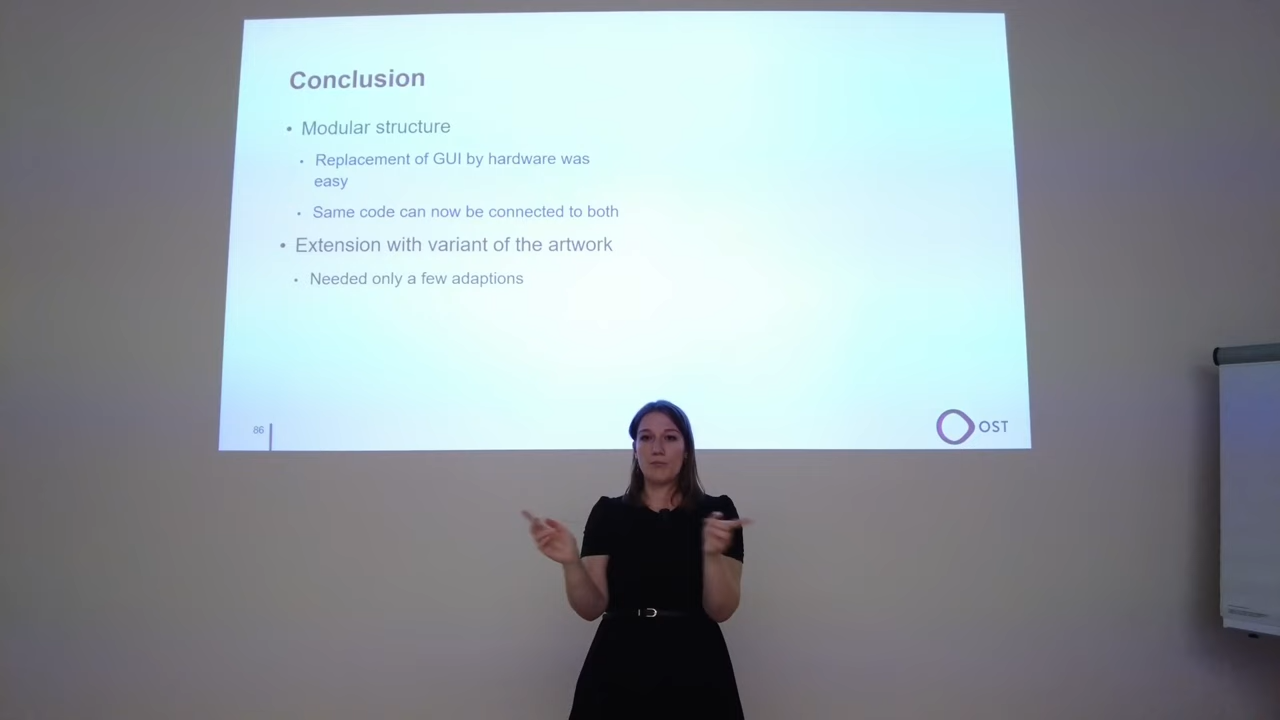 Conclusion
• Modular structure
• Replacement of GUI by hardware was
easy
• Same code can now be connected to both
• Extension with variant of the artwork
• Needed only a few adaptions
86
OST